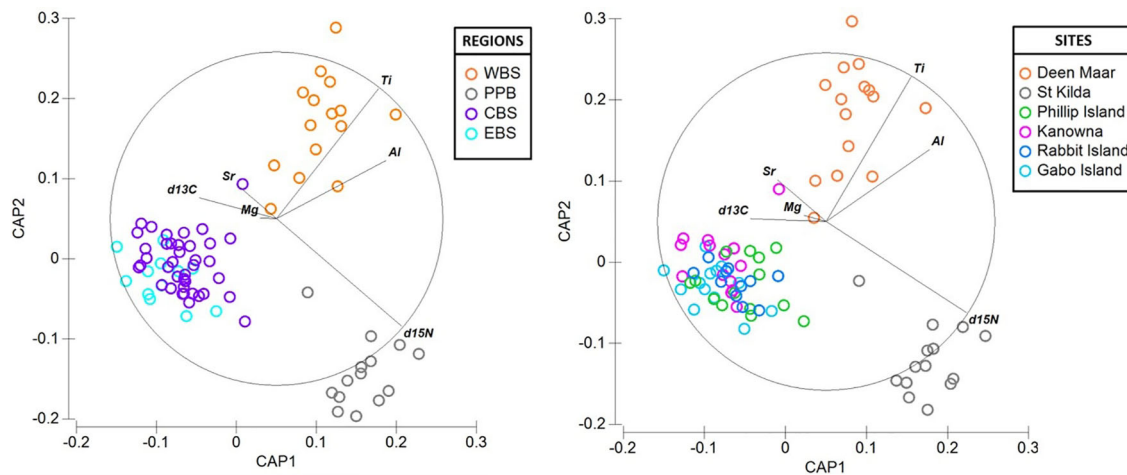 0.3
0.2
0.1
0
-0.1
-0.2
CAP2
-0.2
-0.1
0
0.1
0.2
0.3
CAP1
Ti
Al
Sr
d13C
Mg
d15N
REGIONS
WBS
PPB
CBS
EBS
0.3
0.2
0.1
0
-0.1
-0.2
CAP2
-0.2
-0.1
0
0.1
0.2
0.3
CAP1
Ti
Al
Sr
Mg
d13C
d15N
SITES
Deen Maar
St Kilda
Phillip Island
Kanowna
Rabbit Island
Gabo Island